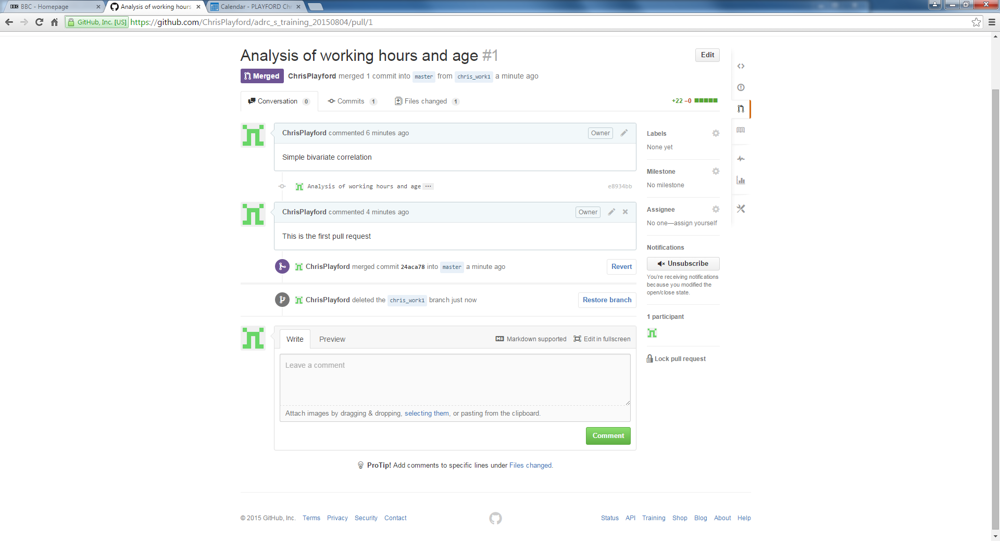 BBC BBC - Homepage
Analysis of working hours
Calendar - PLAYFORD Chr
GitHub, Inc. [US] https://github.com/ChrisPlayford/adrc_s_training_20150804/pull/1
Analysis of working hours and age #1
Edit
Merged ChrisPlayford merged 1 commit into master from chris_work1 a minute ago
Conversation 0 Commits 1 Files changed 1 +22 −0
ChrisPlayford commented 6 minutes ago Owner
Simple bivariate correlation
Analysis of working hours and age ... e8934bb
ChrisPlayford commented 4 minutes ago Owner
This is the first pull request
ChrisPlayford merged commit 24aca78 into master a minute ago Revert
ChrisPlayford deleted the chris_work1 branch just now Restore branch
Write Preview Markdown supported Edit in fullscreen
Leave a comment
Attach images by dragging & dropping, selecting them, or pasting from the clipboard.
Comment
ProTip! Add comments to specific lines under Files changed.
Labels
None yet
Milestone
No milestone
Assignee
No one—assign yourself
Notifications
Unsubscribe
You're receiving notifications
because you modified the
open/close state.
1 participant
Lock pull request
© 2015 GitHub, Inc. Terms Privacy Security Contact
Status API Training Shop Blog About Help